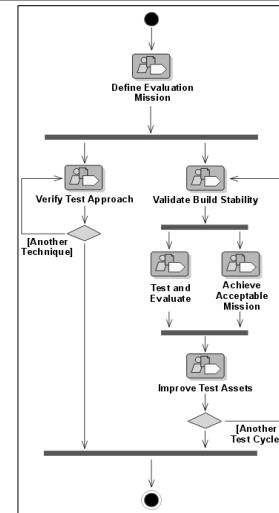 Define Evaluation
Mission
Verify Test Approach
Validate Build Stability
[Another
Technique]
Test and
Evaluate
Achieve
Acceptable
Mission
Improve Test Assets
[Another
Test Cycle